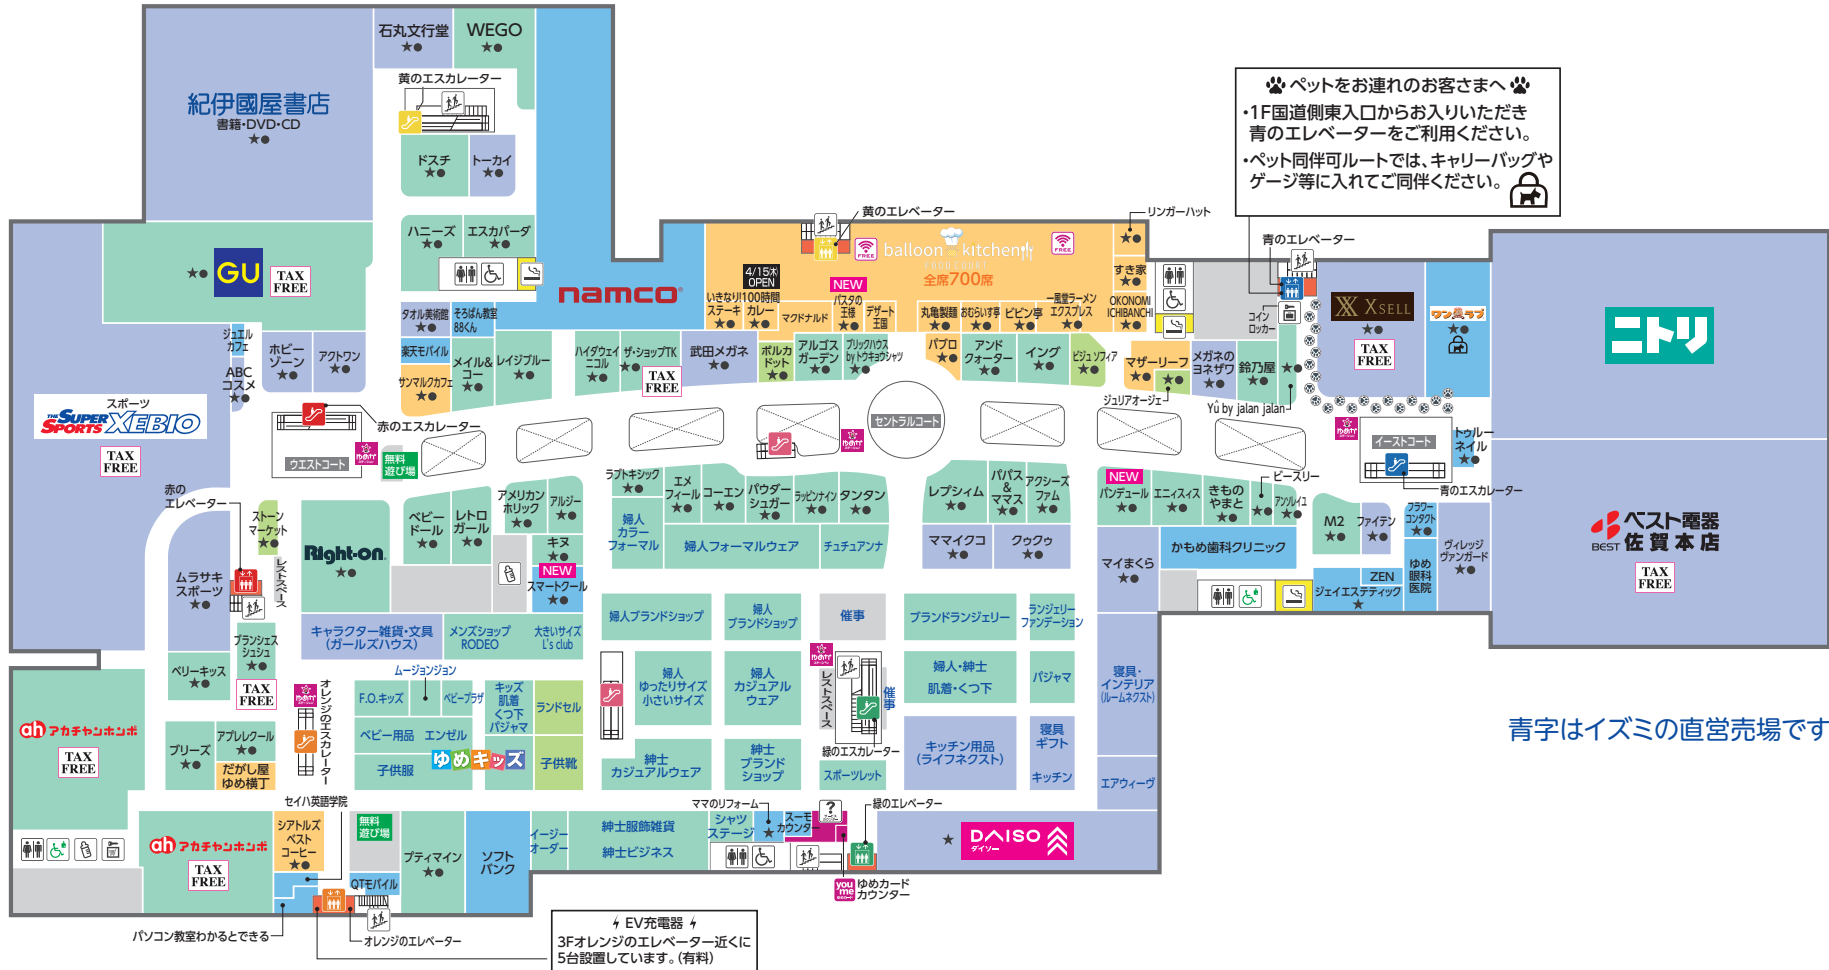 石丸文行堂
★●
WEGO
★●
黄のエスカレーター
紀伊國屋書店
書籍・DVD・CD
★●
ドスチ
★●
トーカイ
★●
ハニーズ
★●
エスカパーダ
★●
★●
GU
TAX
FREE
namco
タオル美術館
★●
そろばん教室
88くん
楽天モバイル
サンマルクカフェ
★●
メイル&
コー
★●
レイジブルー
★●
ジュエル
カフェ
ABC
コスメ
★●
ホビー
ゾーン
★●
アクトワン
★●
スポーツ
THE SUPER
SPORTS XEBIO
TAX
FREE
黄のエレベーター
FREE
balloon kitchen
FOOD COURT
全席700席
FREE
リンガーハット
★●
すき家
★●
OKONOMI
ICHIBANCHI
★●
4/15㊍
OPEN
いきなり!
ステーキ
★●
100時間
カレー
★●
マクドナルド
NEW
パスタの
王様
★●
デザート
王国
丸亀製麺
★●
おむらいす亭
★●
ビビン亭
★●
一風堂ラーメン
エクスプレス
★●
ハイダウェイ
ニコル
★●
ザ・ショップTK
★●
TAX
FREE
武田メガネ
★●
ポルカ
ドット
★●
アルゴス
ガーデン
★●
ブリックハウス
by トウキョウシャツ
★●
パブロ
★●
アンド
クォーター
★●
イング
★●
ビジュソフィア
★●
マザーリーフ
★●
★●
ジュリアオージェ
メガネの
ヨネザワ
★●
鈴乃屋
★●
★●
Yû by jalan jalan
ペットをお連れのお客さまへ
・1F国道側東入口からお入りいただき
青のエレベーターをご利用ください。
・ペット同伴可ルートでは、キャリーバッグや
ゲージ等に入れてご同伴ください。
青のエレベーター
コイン
ロッカー
XSELL
★●
TAX
FREE
ワンラブ
★●
ニトリ
赤のエスカレーター
ウエストコート
無料
遊び場
セントラルコート
イーストコート
トゥルー
ネイル
★●
青のエスカレーター
BEST
ベスト電器
佐賀本店
TAX
FREE
赤の
エレベーター
ストーン
マーケット
★●
レストスペース
ムラサキ
スポーツ
★●
Right-on
★●
ベビー
ドール
★●
レトロ
ガール
★●
アメリカン
ホリック
★●
アルジー
★●
キヌ
★●
NEW
スマートクール
★●
ラブトキシック
★●
エメ
フィール
★●
コーエン
★●
パウダー
シュガー
★●
ラッピンナイン
★●
タンタン
★●
婦人
カラー
フォーマル
婦人フォーマルウェア
チュチュアンナ
レプシィム
★●
パパス
&
ママス
★●
アクシーズ
ファム
★●
ママイクコ
★●
クゥクゥ
★●
NEW
パンデュール
★●
エニィスィス
★●
きもの
やまと
★●
ビースリー
★●
アンソルイユ
★●
マイまくら
★●
かもめ歯科クリニック
M2
★●
ファイテン
★●
フラワー
コンタクト
★●
ゆめ
眼科
医院
ZEN
ジェイエステティック
★
ヴィレッジ
ヴァンガード
★●
ブランシェス
シュシュ
★●
ベリーキッス
★●
TAX
FREE
キャラクター雑貨・文具
(ガールズハウス)
メンズショップ
RODEO
大きいサイズ
L's club
婦人ブランドショップ
婦人
ブランドショップ
催事
ブランドランジェリー
ランジェリー
ファンデーション
ムージョンジョン
F.O.キッズ
ベビープラザ
キッズ
肌着
くつ下
パジャマ
ランドセル
ベビー用品
エンゼル
ゆめキッズ
子供服
子供靴
オレンジのエスカレーター
婦人
ゆったりサイズ
小さいサイズ
婦人
カジュアル
ウェア
レストスペース
催事
緑のエスカレーター
婦人・紳士
肌着・くつ下
パジャマ
寝具・
インテリア
(ルームネクスト)
紳士
カジュアルウェア
紳士
ブランド
ショップ
スポーツレット
キッチン用品
(ライフネクスト)
寝具
ギフト
キッチン
エアウィーヴ
青字はイズミの直営売場です
アカチャンホンポ
TAX
FREE
ブリーズ
★●
アプレレクール
★●
だがし屋
ゆめ横丁
セイハ英語学院
アカチャンホンポ
TAX
FREE
シアトルズ
ベスト
コーヒー
★●
無料
遊び場
QTモバイル
プティマイン
★●
ソフト
バンク
イージー
オーダー
紳士服飾雑貨
紳士ビジネス
ママのリフォーム
シャツ
ステージ
★
スーモ
カウンター
緑のエレベーター
you
me
ゆめカード
カウンター
★
DAISO
ダイソー
パソコン教室わかるとできる
オレンジのエレベーター
EV充電器
3Fオレンジのエレベーター近くに
5台設置しています。(有料)